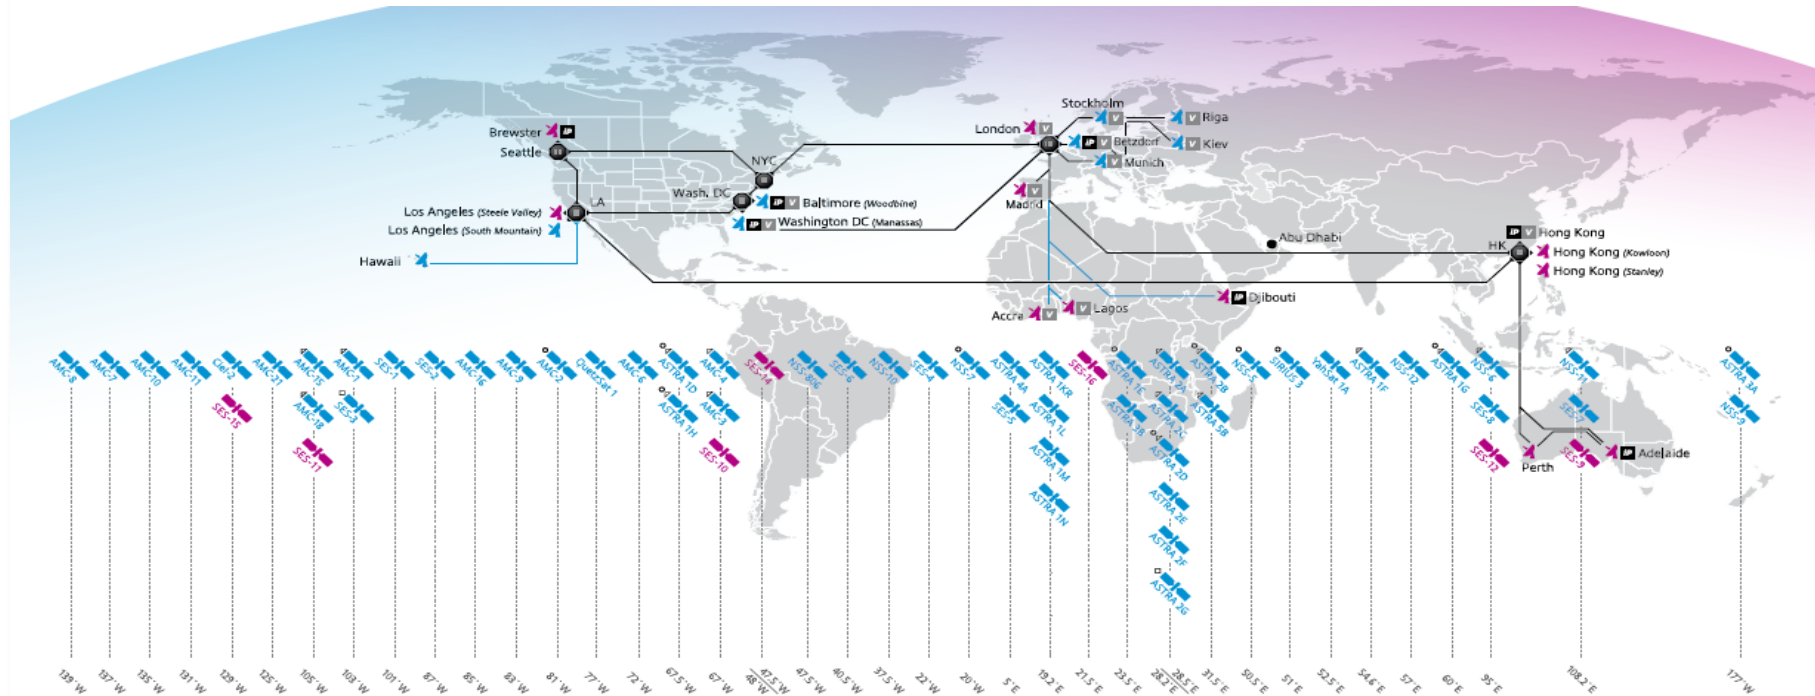 Stockholm
Riga
London
Brewster
IP
Betzdorf
Kiev
Seattle
NYC
Munich
Wash. DC
Madrid
LA
Baltimore (Woodbine)
Los Angeles (Steele Valley)
Washington DC (Manassas)
Los Angeles (South Mountain)
Hong Kong
Abu Dhabi
HK
Hong Kong (Kowloon)
Hawaii
Hong Kong (Stanley)
Djibouti
Accra
Lagos
AMC-8
AMC-7
AMC-10
AMC-11
Ciel-2
AMC-21
AMC-15
AMC-1
SES-1
SES-2
AMC-16
AMC-9
AMC-2
QuetzSat 1
AMC-6
ASTRA 1D
AMC-4
SES-14
NSS-806
SES-6
NSS-10
SES-4
NSS-7
ASTRA 4A
ASTRA 1KR
SES-16
ASTRA 1C
ASTRA 2A
ASTRA 2B
NSS-5
SIRIUS 3
YahSat 1A
ASTRA 1F
NSS-12
ASTRA 1G
NSS-6
NSS-11
ASTRA 3A
SES-15
AMC-18
SES-3
ASTRA 1H
AMC-3
SES-5
ASTRA 1L
ASTRA 3B
ASTRA 2C
ASTRA 5B
SES-8
SES-7
NSS-9
SES-11
SES-10
ASTRA 1M
ASTRA 2D
SES-12
SES-9
Perth
IP
Adelaide
ASTRA 1N
ASTRA 2E
ASTRA 2F
ASTRA 2G
139°W
137°W
135°W
131°W
129°W
125°W
105°W
103°W
101°W
87°W
85°W
83°W
81°W
77°W
72°W
67.5°W
67°W
47.5°W
48°W
47.5°W
40.5°W
37.5°W
22°W
20°W
5°E
19.2°E
21.5°E
23.5°E
28.5°E
28.2°E
31.5°E
50.5°E
51°E
52.5°E
54.6°E
57°E
60°E
95°E
108.2°E
177°W